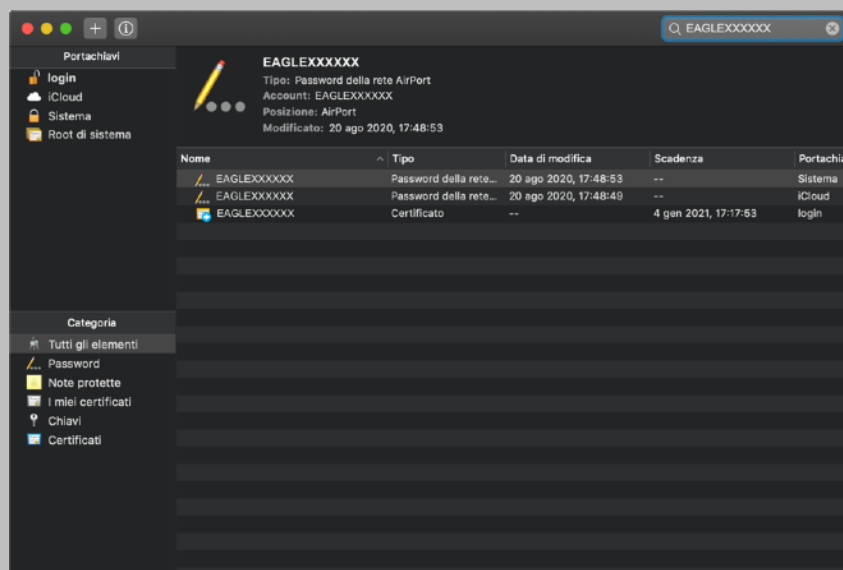 EAGLEXXXXXX
Portachiavi
login
iCloud
Sistema
Root di sistema
EAGLEXXXXXX
Tipo: Password della rete AirPort
Account: EAGLEXXXXXX
Posizione: AirPort
Modificato: 20 ago 2020, 17:48:53
Nome Tipo Data di modifica Scadenza Portachia
EAGLEXXXXXX Password della rete... 20 ago 2020, 17:48:53 -- Sistema
EAGLEXXXXXX Password della rete... 20 ago 2020, 17:48:49 -- iCloud
EAGLEXXXXXX Certificato -- 4 gen 2021, 17:17:53 login
Categoria
Tutti gli elementi
Password
Note protette
I miei certificati
Chiavi
Certificati